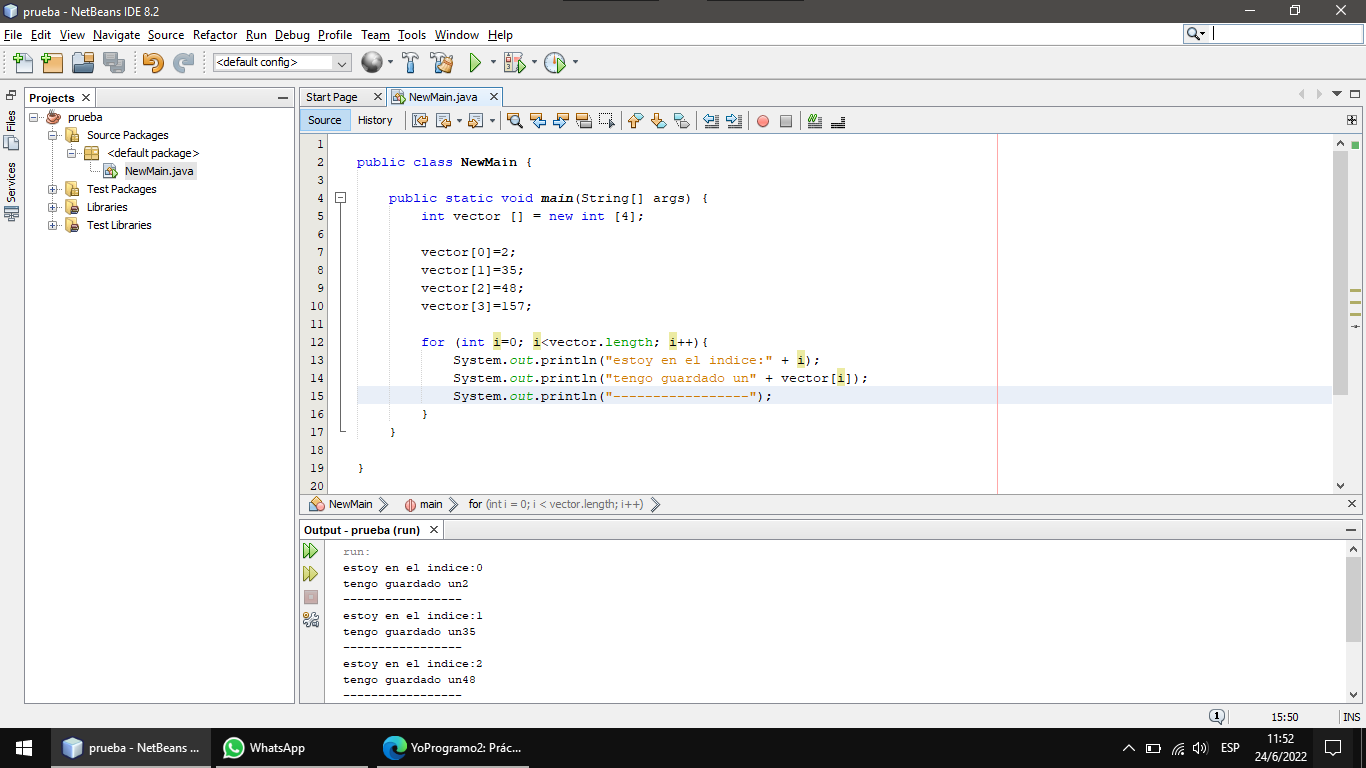 prueba - NetBeans IDE 8.2
File Edit View Navigate Source Refactor Run Debug Profile Team Tools Window Help
<default config>
Projects
Files
Services
prueba
Source Packages
<default package>
NewMain.java
Test Packages
Libraries
Test Libraries
Start Page NewMain.java
Source History
1
2 public class NewMain {
3
4 public static void main(String[] args) {
5 int vector [] = new int [4];
6
7 vector[0]=2;
8 vector[1]=35;
9 vector[2]=48;
10 vector[3]=157;
11
12 for (int i=0; i<vector.length; i++){
13 System.out.println("estoy en el indice:" + i);
14 System.out.println("tengo guardado un" + vector[i]);
15 System.out.println("-----------------");
16 }
17 }
18
19 }
20
NewMain main for (int i = 0; i < vector.length; i++)
Output - prueba (run)
run:
estoy en el indice:0
tengo guardado un2
-----------------
estoy en el indice:1
tengo guardado un35
-----------------
estoy en el indice:2
tengo guardado un48
-----------------
1 15:50 INS
prueba - NetBeans ... WhatsApp YoProgramo2: Prác... ESP 11:52
24/6/2022